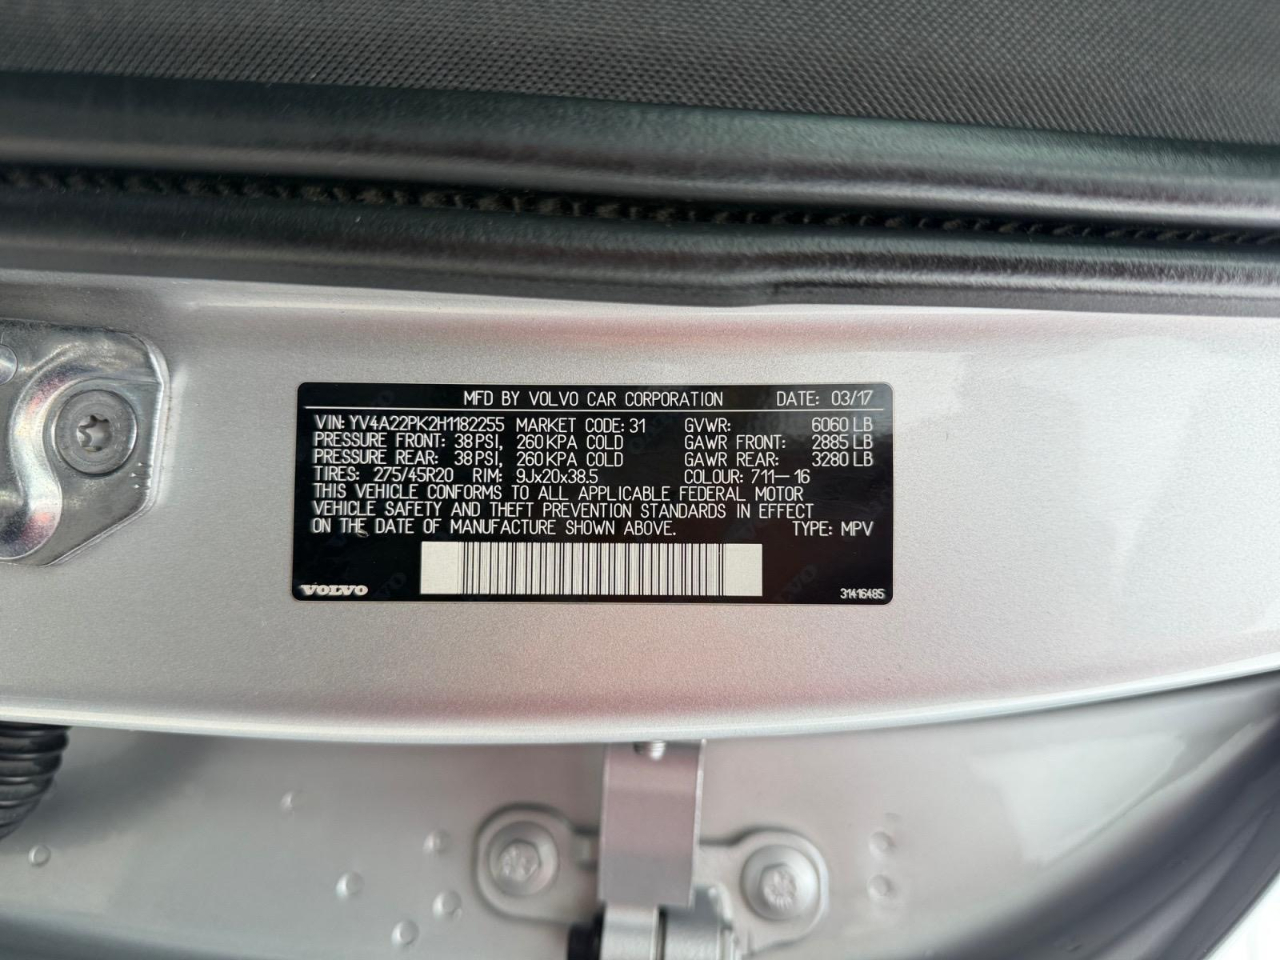 MFD BY VOLVO CAR CORPORATION DATE: 03/17
VIN: YV4A22PK2H1182255 MARKET CODE: 31 GVWR: 6060 LB
PRESSURE FRONT: 38 PSI, 260 KPA COLD GAWR FRONT: 2885 LB
PRESSURE REAR: 38 PSI, 260 KPA COLD GAWR REAR: 3280 LB
TIRES: 275/45R20 RIM: 9Jx20x38.5 COLOUR: 711-16
THIS VEHICLE CONFORMS TO ALL APPLICABLE FEDERAL MOTOR
VEHICLE SAFETY AND THEFT PREVENTION STANDARDS IN EFFECT
ON THE DATE OF MANUFACTURE SHOWN ABOVE. TYPE: MPV
VOLVO 31416485